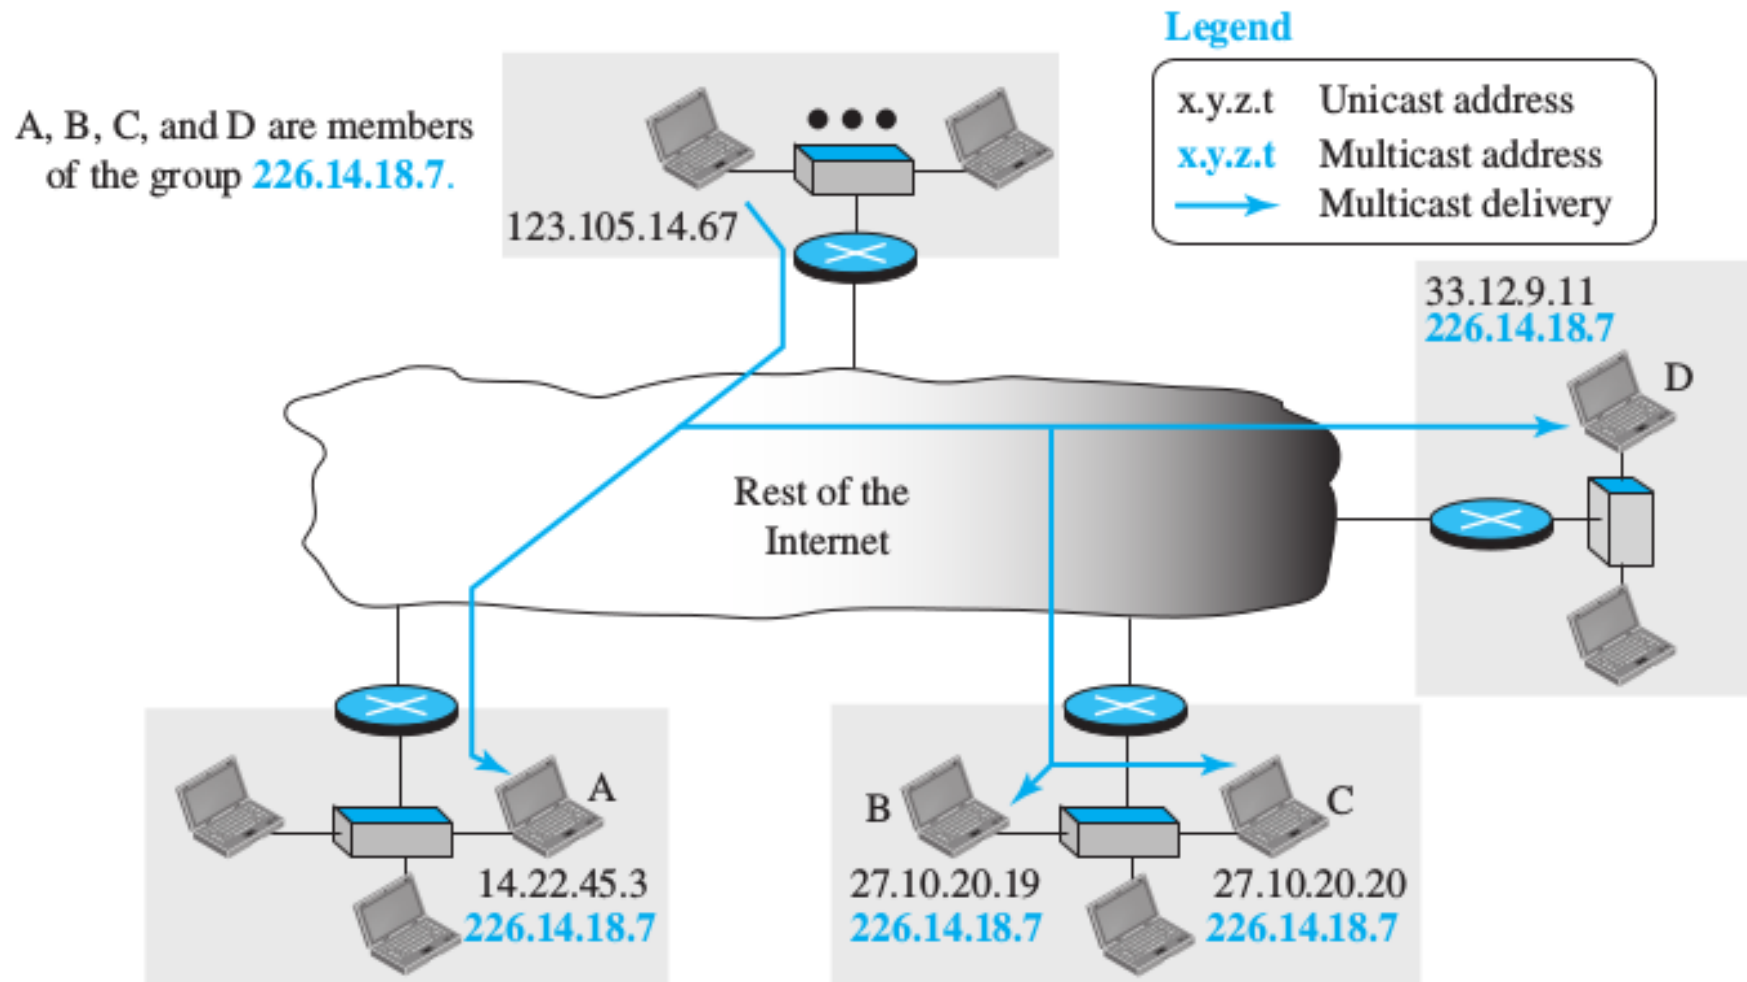 Legend
x.y.z.t Unicast address
x.y.z.t Multicast address
Multicast delivery
A, B, C, and D are members
of the group 226.14.18.7.
123.105.14.67
33.12.9.11
226.14.18.7
D
Rest of the
Internet
A
14.22.45.3
226.14.18.7
B
27.10.20.19
226.14.18.7
C
27.10.20.20
226.14.18.7